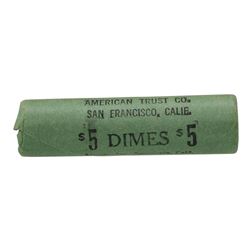 AMERICAN TRUST CO.
SAN FRANCISCO, CALIF.
$5 DIMES $5